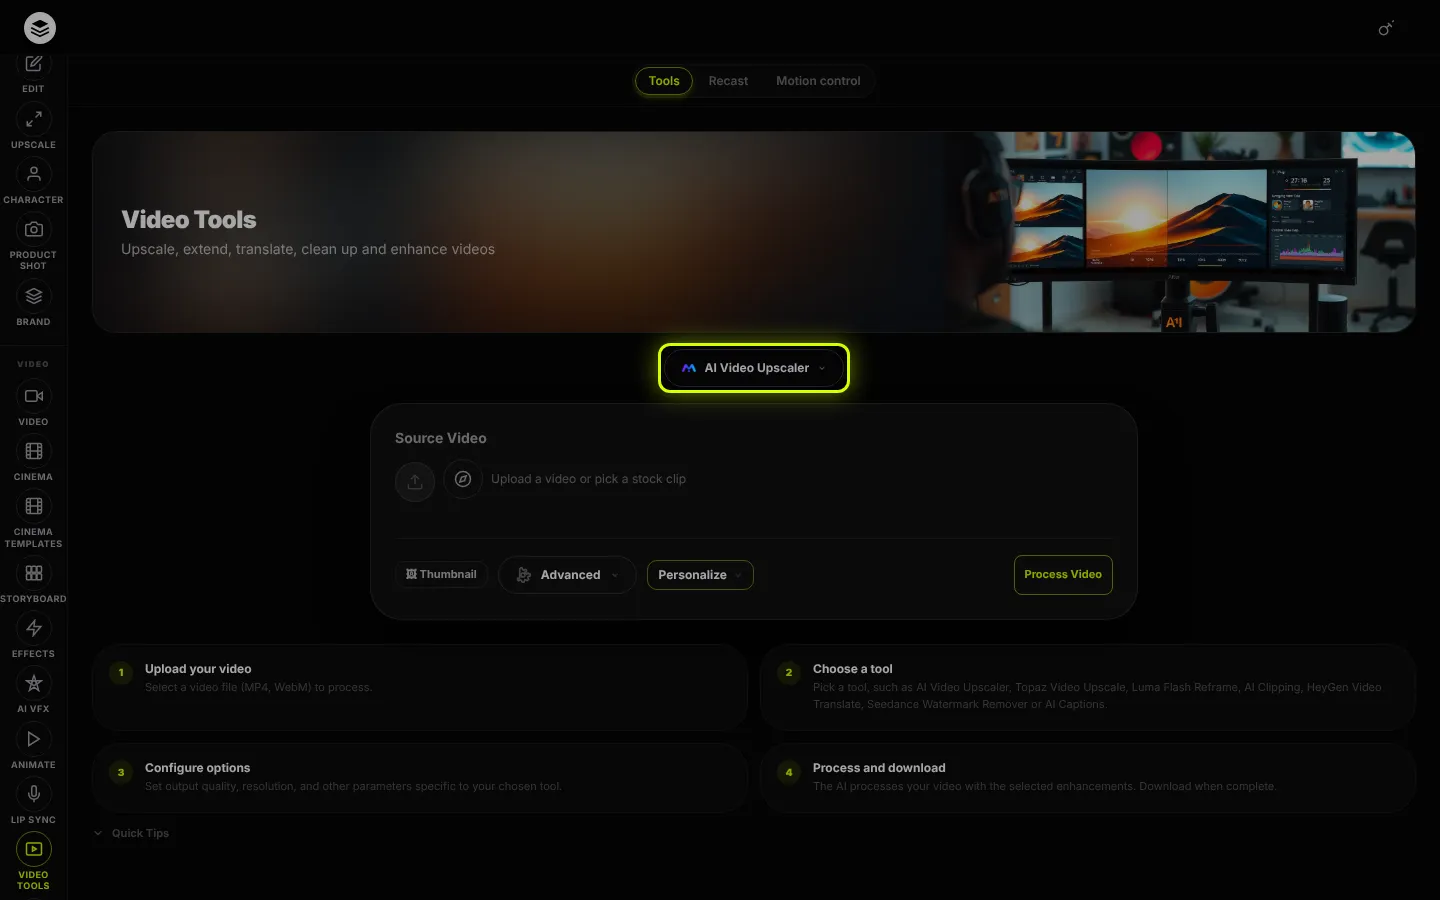 Tools
Recast
Motion control
EDIT
UPSCALE
CHARACTER
PRODUCT
SHOT
BRAND
VIDEO
VIDEO
CINEMA
CINEMA
TEMPLATES
STORYBOARD
EFFECTS
AI VFX
ANIMATE
LIP SYNC
VIDEO
TOOLS
Video Tools
Upscale, extend, translate, clean up and enhance videos
27:16
25
AI Video Upscaler
Source Video
Upload a video or pick a stock clip
Thumbnail
Advanced
Personalize
Process Video
1
Upload your video
Select a video file (MP4, WebM) to process.
2
Choose a tool
Pick a tool, such as AI Video Upscaler, Topaz Video Upscale, Luma Flash Reframe, AI Clipping, HeyGen Video
Translate, Seedance Watermark Remover or AI Captions.
3
Configure options
Set output quality, resolution, and other parameters specific to your chosen tool.
4
Process and download
The AI processes your video with the selected enhancements. Download when complete.
Quick Tips